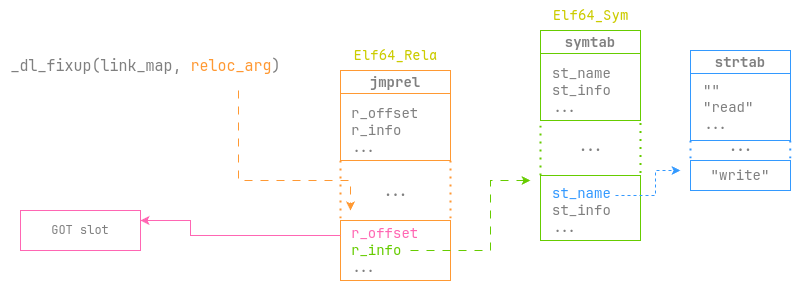 _dl_fixup(link_map, reloc_arg)
GOT slot
Elf64_Rela
jmprel
r_offset
r_info
...
...
r_offset
r_info
...
Elf64_Sym
symtab
st_name
st_info
...
...
st_name
st_info
...
strtab
""
"read"
...
...
"write"